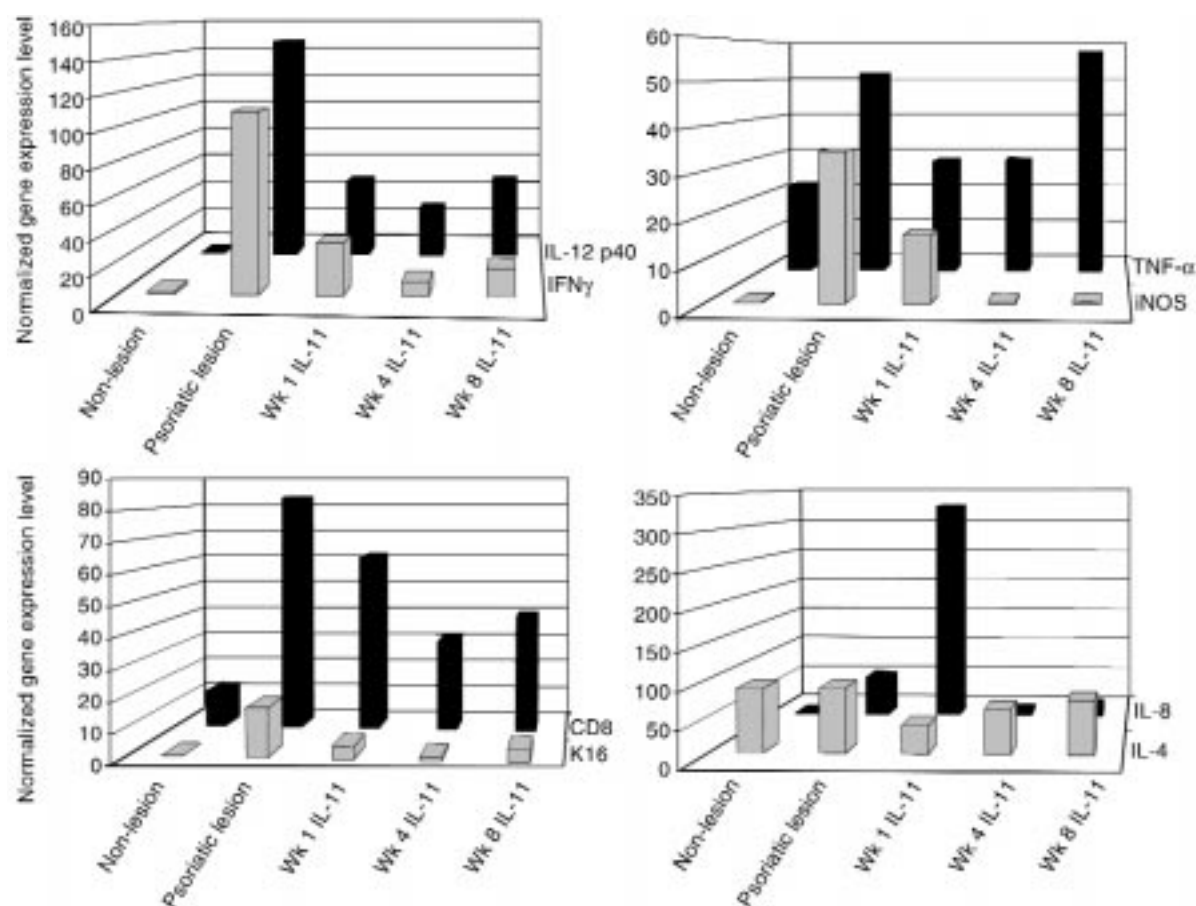 Normalized gene expression level
160
140
120
100
80
60
40
20
0
IL-12 p40
IFNγ
Non-lesion
Psoriatic lesion
Wk 1 IL-11
Wk 4 IL-11
Wk 8 IL-11
60
50
40
30
20
10
0
TNF-α
iNOS
Non-lesion
Psoriatic lesion
Wk 1 IL-11
Wk 4 IL-11
Wk 8 IL-11
Normalized gene expression level
90
80
70
60
50
40
30
20
10
0
CD8
K16
Non-lesion
Psoriatic lesion
Wk 1 IL-11
Wk 4 IL-11
Wk 8 IL-11
350
300
250
200
150
100
50
0
IL-8
IL-4
Non-lesion
Psoriatic lesion
Wk 1 IL-11
Wk 4 IL-11
Wk 8 IL-11